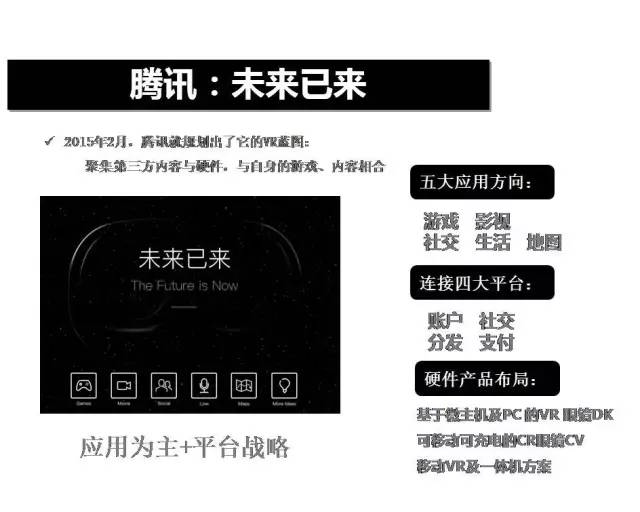 腾讯：未来已来
✓ 2015年2月，腾讯就规划出了它的VR蓝图：
聚集第三方内容与硬件，与自身的游戏、内容相合
未来已来
The Future is Now
Games Movie Social Live Maps More Ideas
应用为主+平台战略
五大应用方向：
游戏 影视
社交 生活 地图
连接四大平台：
账户 社交
分发 支付
硬件产品布局：
基于微主机及PC的VR眼镜DK
可移动可充电的CR眼镜CV
移动VR及一体机方案